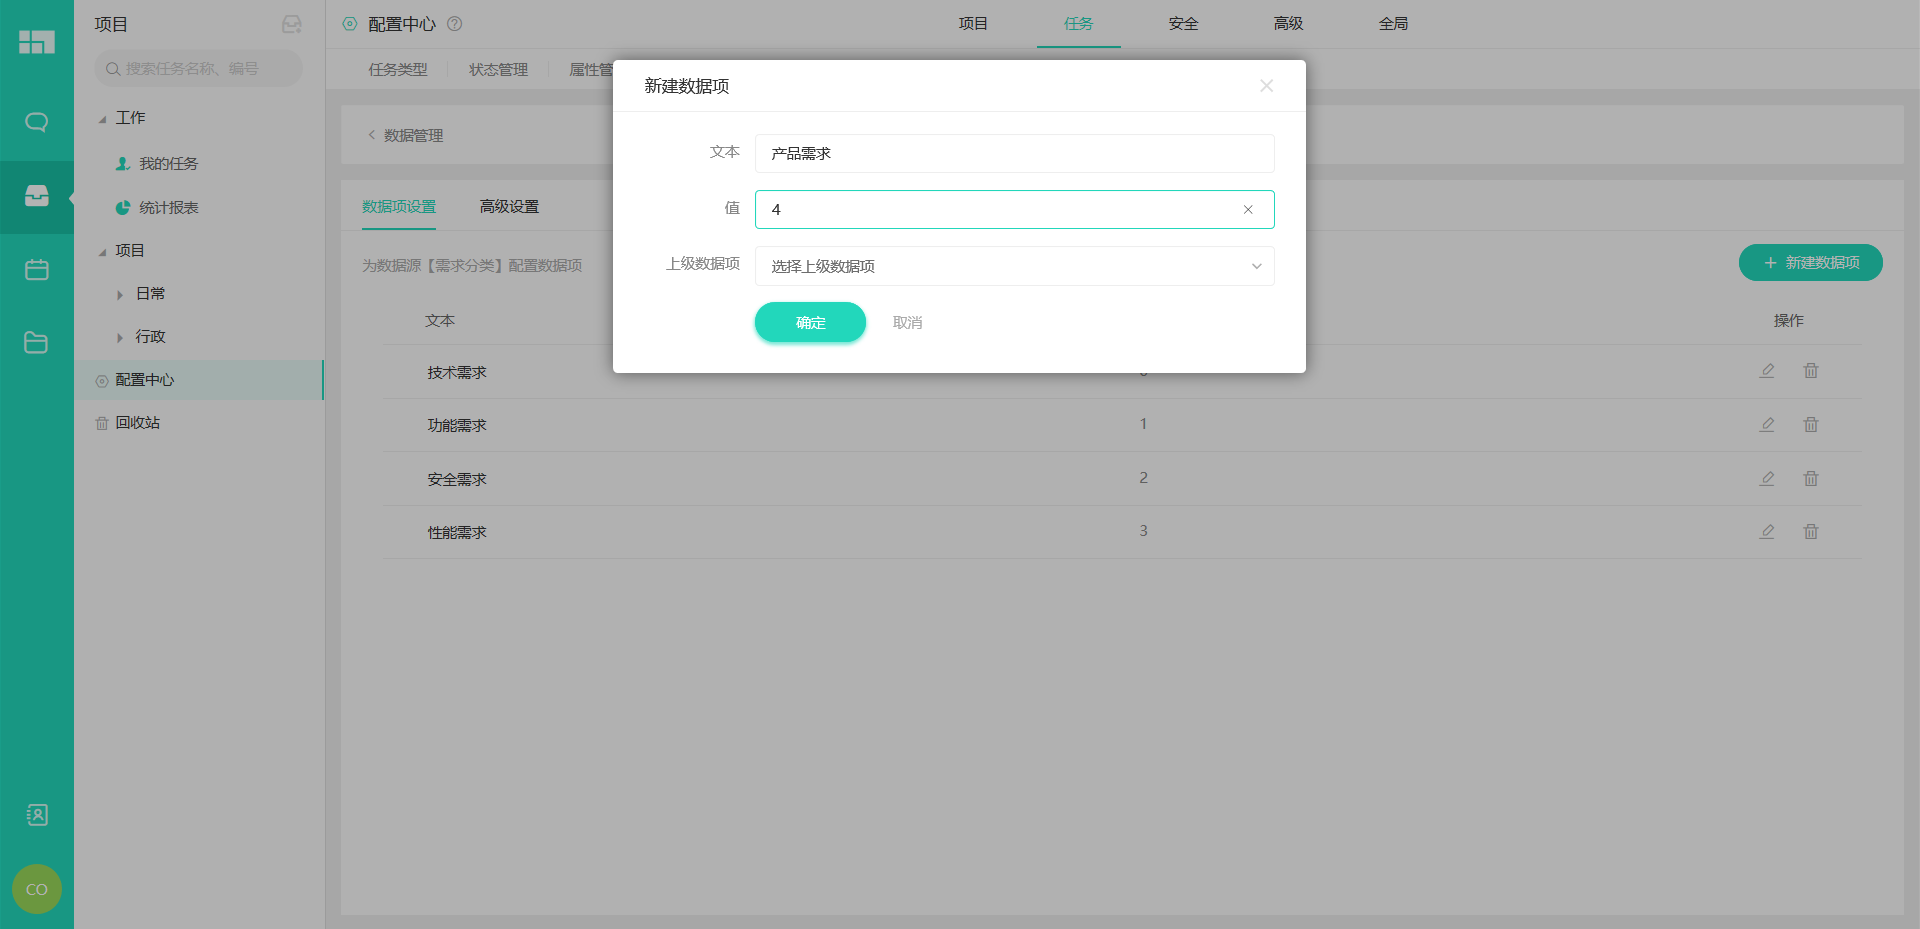 项目
搜索任务名称、编号
工作
我的任务
统计报表
项目
日常
行政
配置中心
回收站
CO
配置中心
项目
任务
安全
高级
全局
任务类型
状态管理
属性管
数据管理
数据项设置
高级设置
为数据源【需求分类】配置数据项
新建数据项
文本
操作
技术需求
功能需求
1
安全需求
2
性能需求
3
新建数据项
文本
产品需求
值
4
上级数据项
选择上级数据项
确定
取消